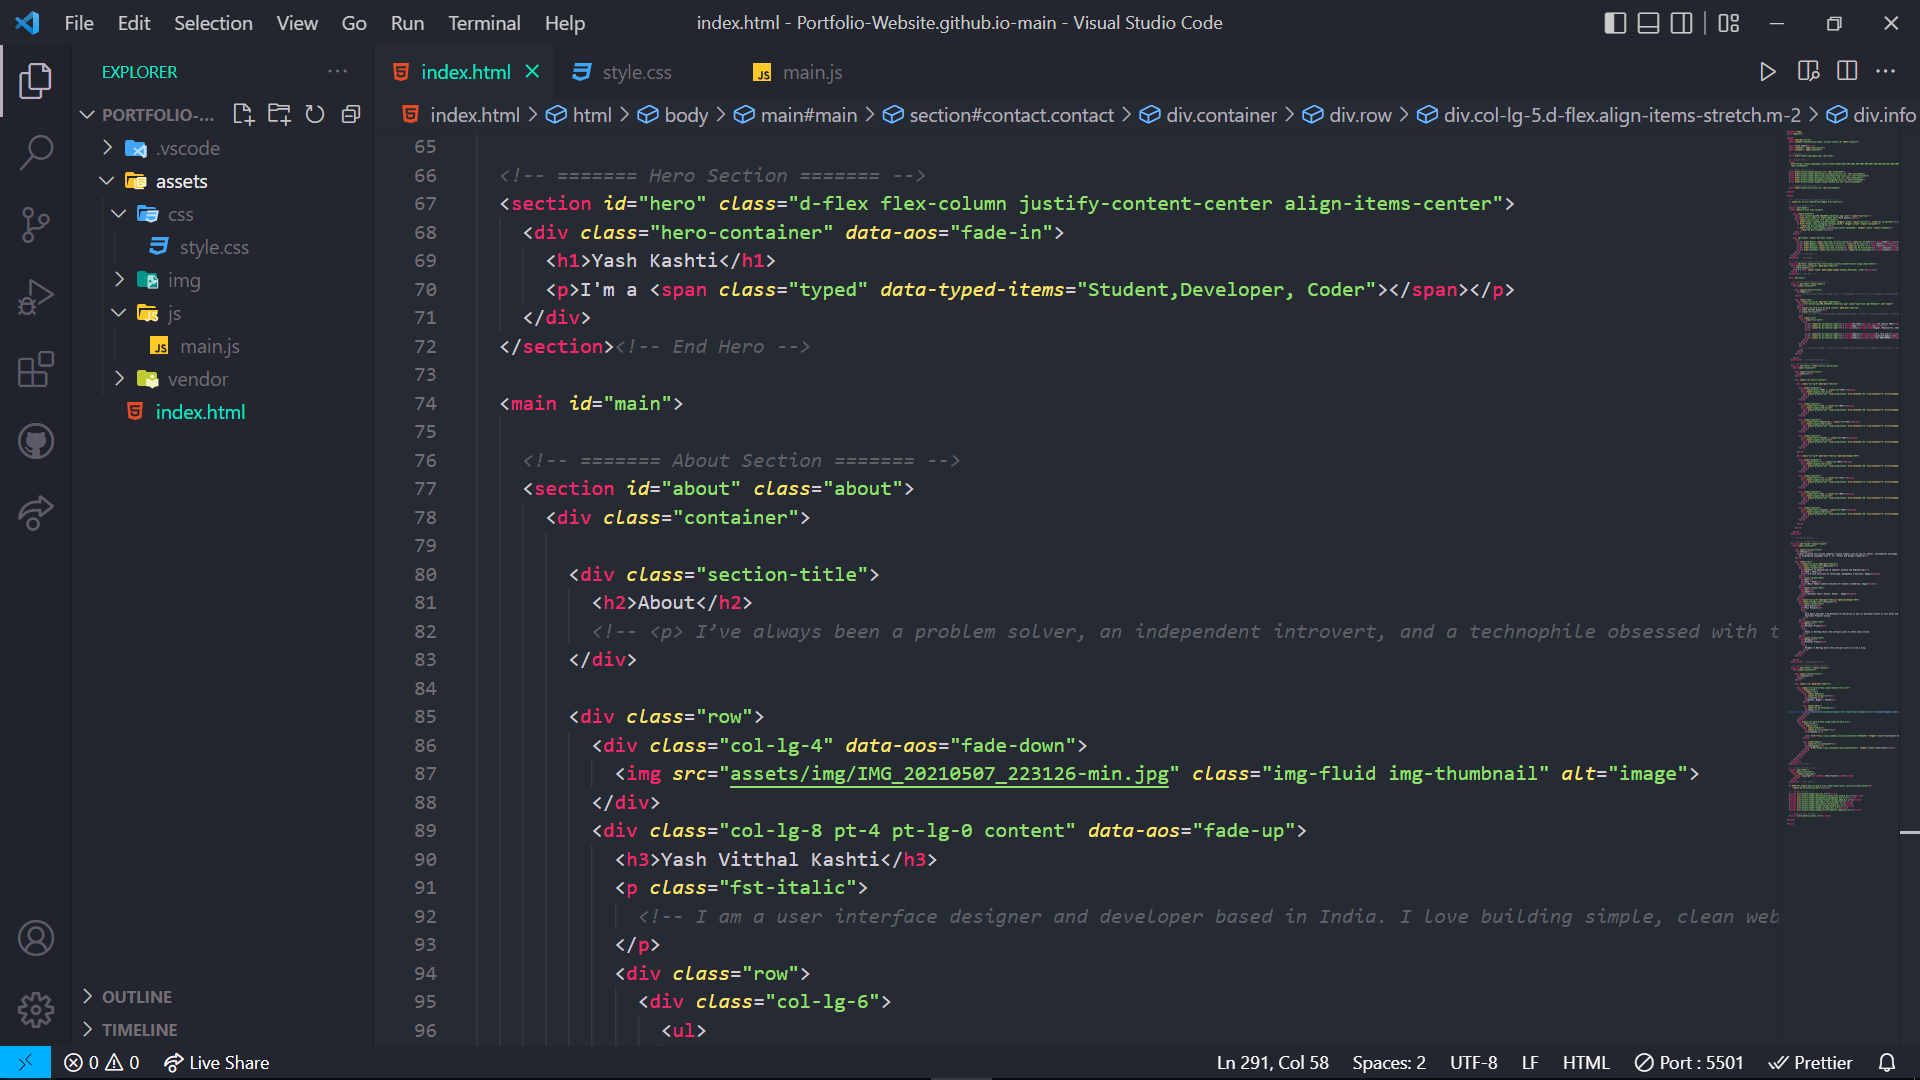 File Edit Selection View Go Run Terminal Help
index.html - Portfolio-Website.github.io-main - Visual Studio Code
EXPLORER
PORTFOLIO-...
.vscode
assets
css
style.css
img
js
main.js
vendor
index.html
OUTLINE
TIMELINE
index.html style.css main.js
index.html > html > body > main#main > section#contact.contact > div.container > div.row > div.col-lg-5.d-flex.align-items-stretch.m-2 > div.info
65
66 <!-- ======= Hero Section ======= -->
67 <section id="hero" class="d-flex flex-column justify-content-center align-items-center">
68 <div class="hero-container" data-aos="fade-in">
69 <h1>Yash Kashti</h1>
70 <p>I'm a <span class="typed" data-typed-items="Student,Developer, Coder"></span></p>
71 </div>
72 </section><!-- End Hero -->
73
74 <main id="main">
75
76 <!-- ======= About Section ======= -->
77 <section id="about" class="about">
78 <div class="container">
79
80 <div class="section-title">
81 <h2>About</h2>
82 <!-- <p> I’ve always been a problem solver, an independent introvert, and a technophile obsessed with t
83 </div>
84
85 <div class="row">
86 <div class="col-lg-4" data-aos="fade-down">
87 <img src="assets/img/IMG_20210507_223126-min.jpg" class="img-fluid img-thumbnail" alt="image">
88 </div>
89 <div class="col-lg-8 pt-4 pt-lg-0 content" data-aos="fade-up">
90 <h3>Yash Vitthal Kashti</h3>
91 <p class="fst-italic">
92 <!-- I am a user interface designer and developer based in India. I love building simple, clean web
93 </p>
94 <div class="row">
95 <div class="col-lg-6">
96 <ul>
0 0 Live Share Ln 291, Col 58 Spaces: 2 UTF-8 LF HTML Port : 5501 Prettier